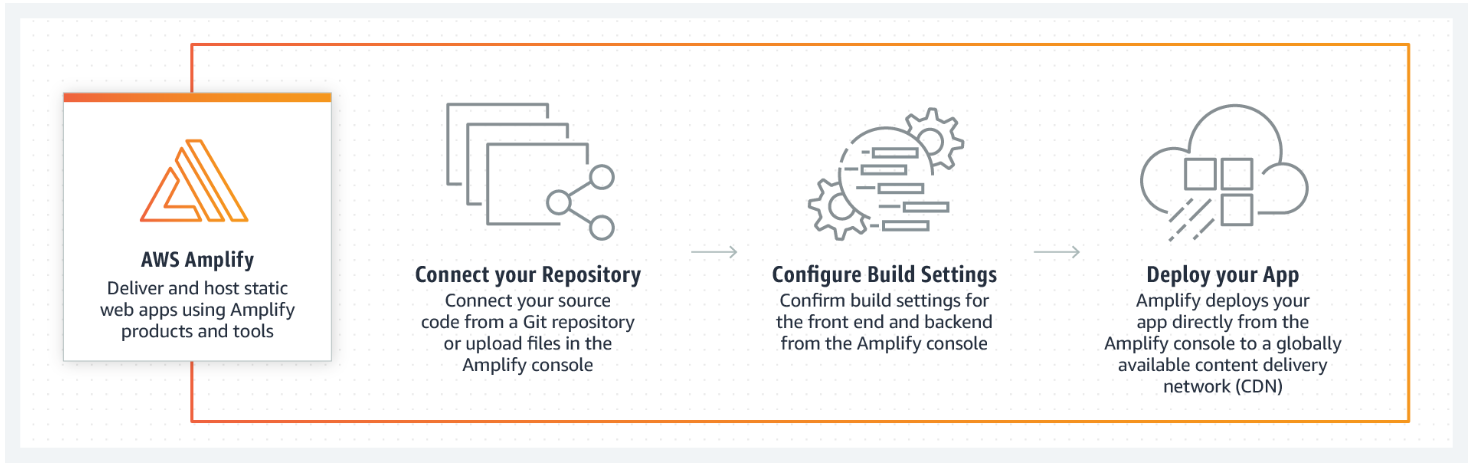 AWS Amplify
Deliver and host static
web apps using Amplify
products and tools
Connect your Repository
Connect your source
code from a Git repository
or upload files in the
Amplify console
Configure Build Settings
Confirm build settings for
the front end and backend
from the Amplify console
Deploy your App
Amplify deploys your
app directly from the
Amplify console to a globally
available content delivery
network (CDN)